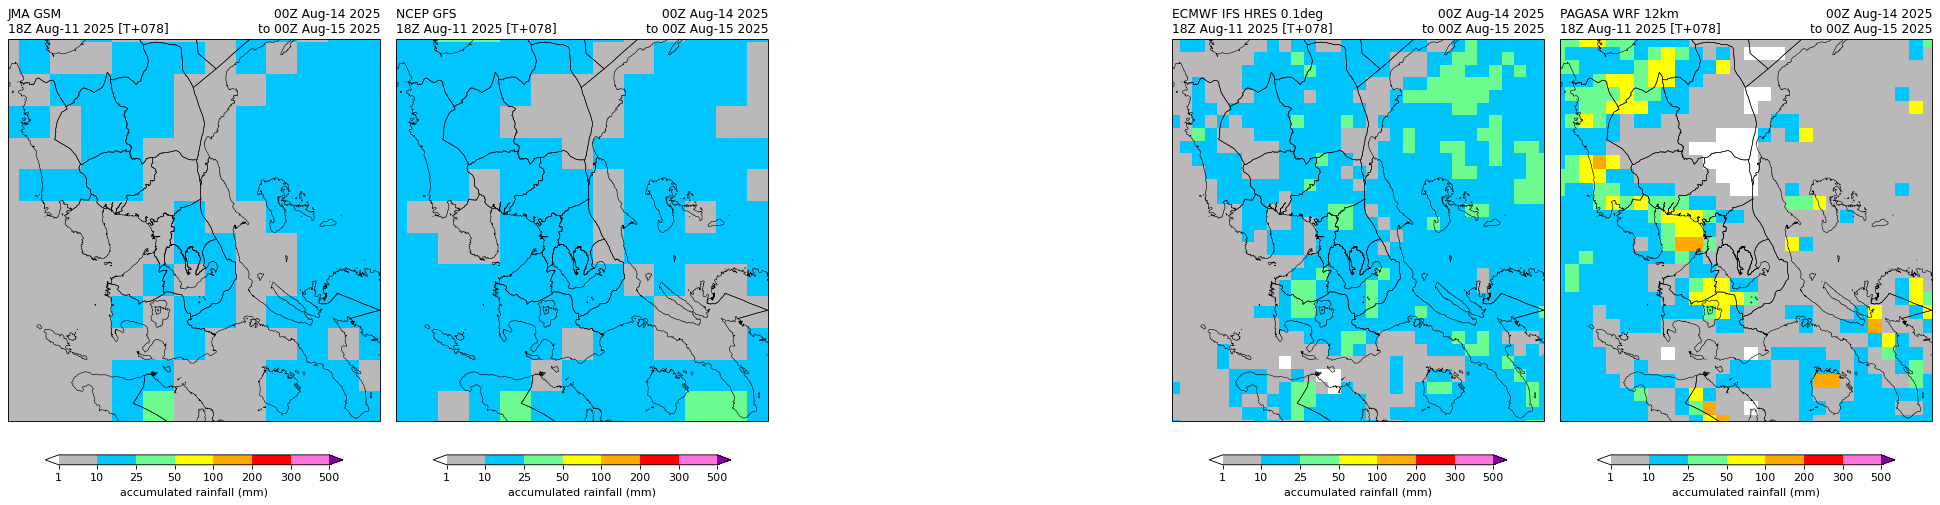 JMA GSM 00Z Aug-14 2025
18Z Aug-11 2025 [T+078] to 00Z Aug-15 2025
NCEP GFS 00Z Aug-14 2025
18Z Aug-11 2025 [T+078] to 00Z Aug-15 2025
ECMWF IFS HRES 0.1deg 00Z Aug-14 2025
18Z Aug-11 2025 [T+078] to 00Z Aug-15 2025
PAGASA WRF 12km 00Z Aug-14 2025
18Z Aug-11 2025 [T+078] to 00Z Aug-15 2025
1 10 25 50 100 200 300 500
accumulated rainfall (mm)
1 10 25 50 100 200 300 500
accumulated rainfall (mm)
1 10 25 50 100 200 300 500
accumulated rainfall (mm)
1 10 25 50 100 200 300 500
accumulated rainfall (mm)